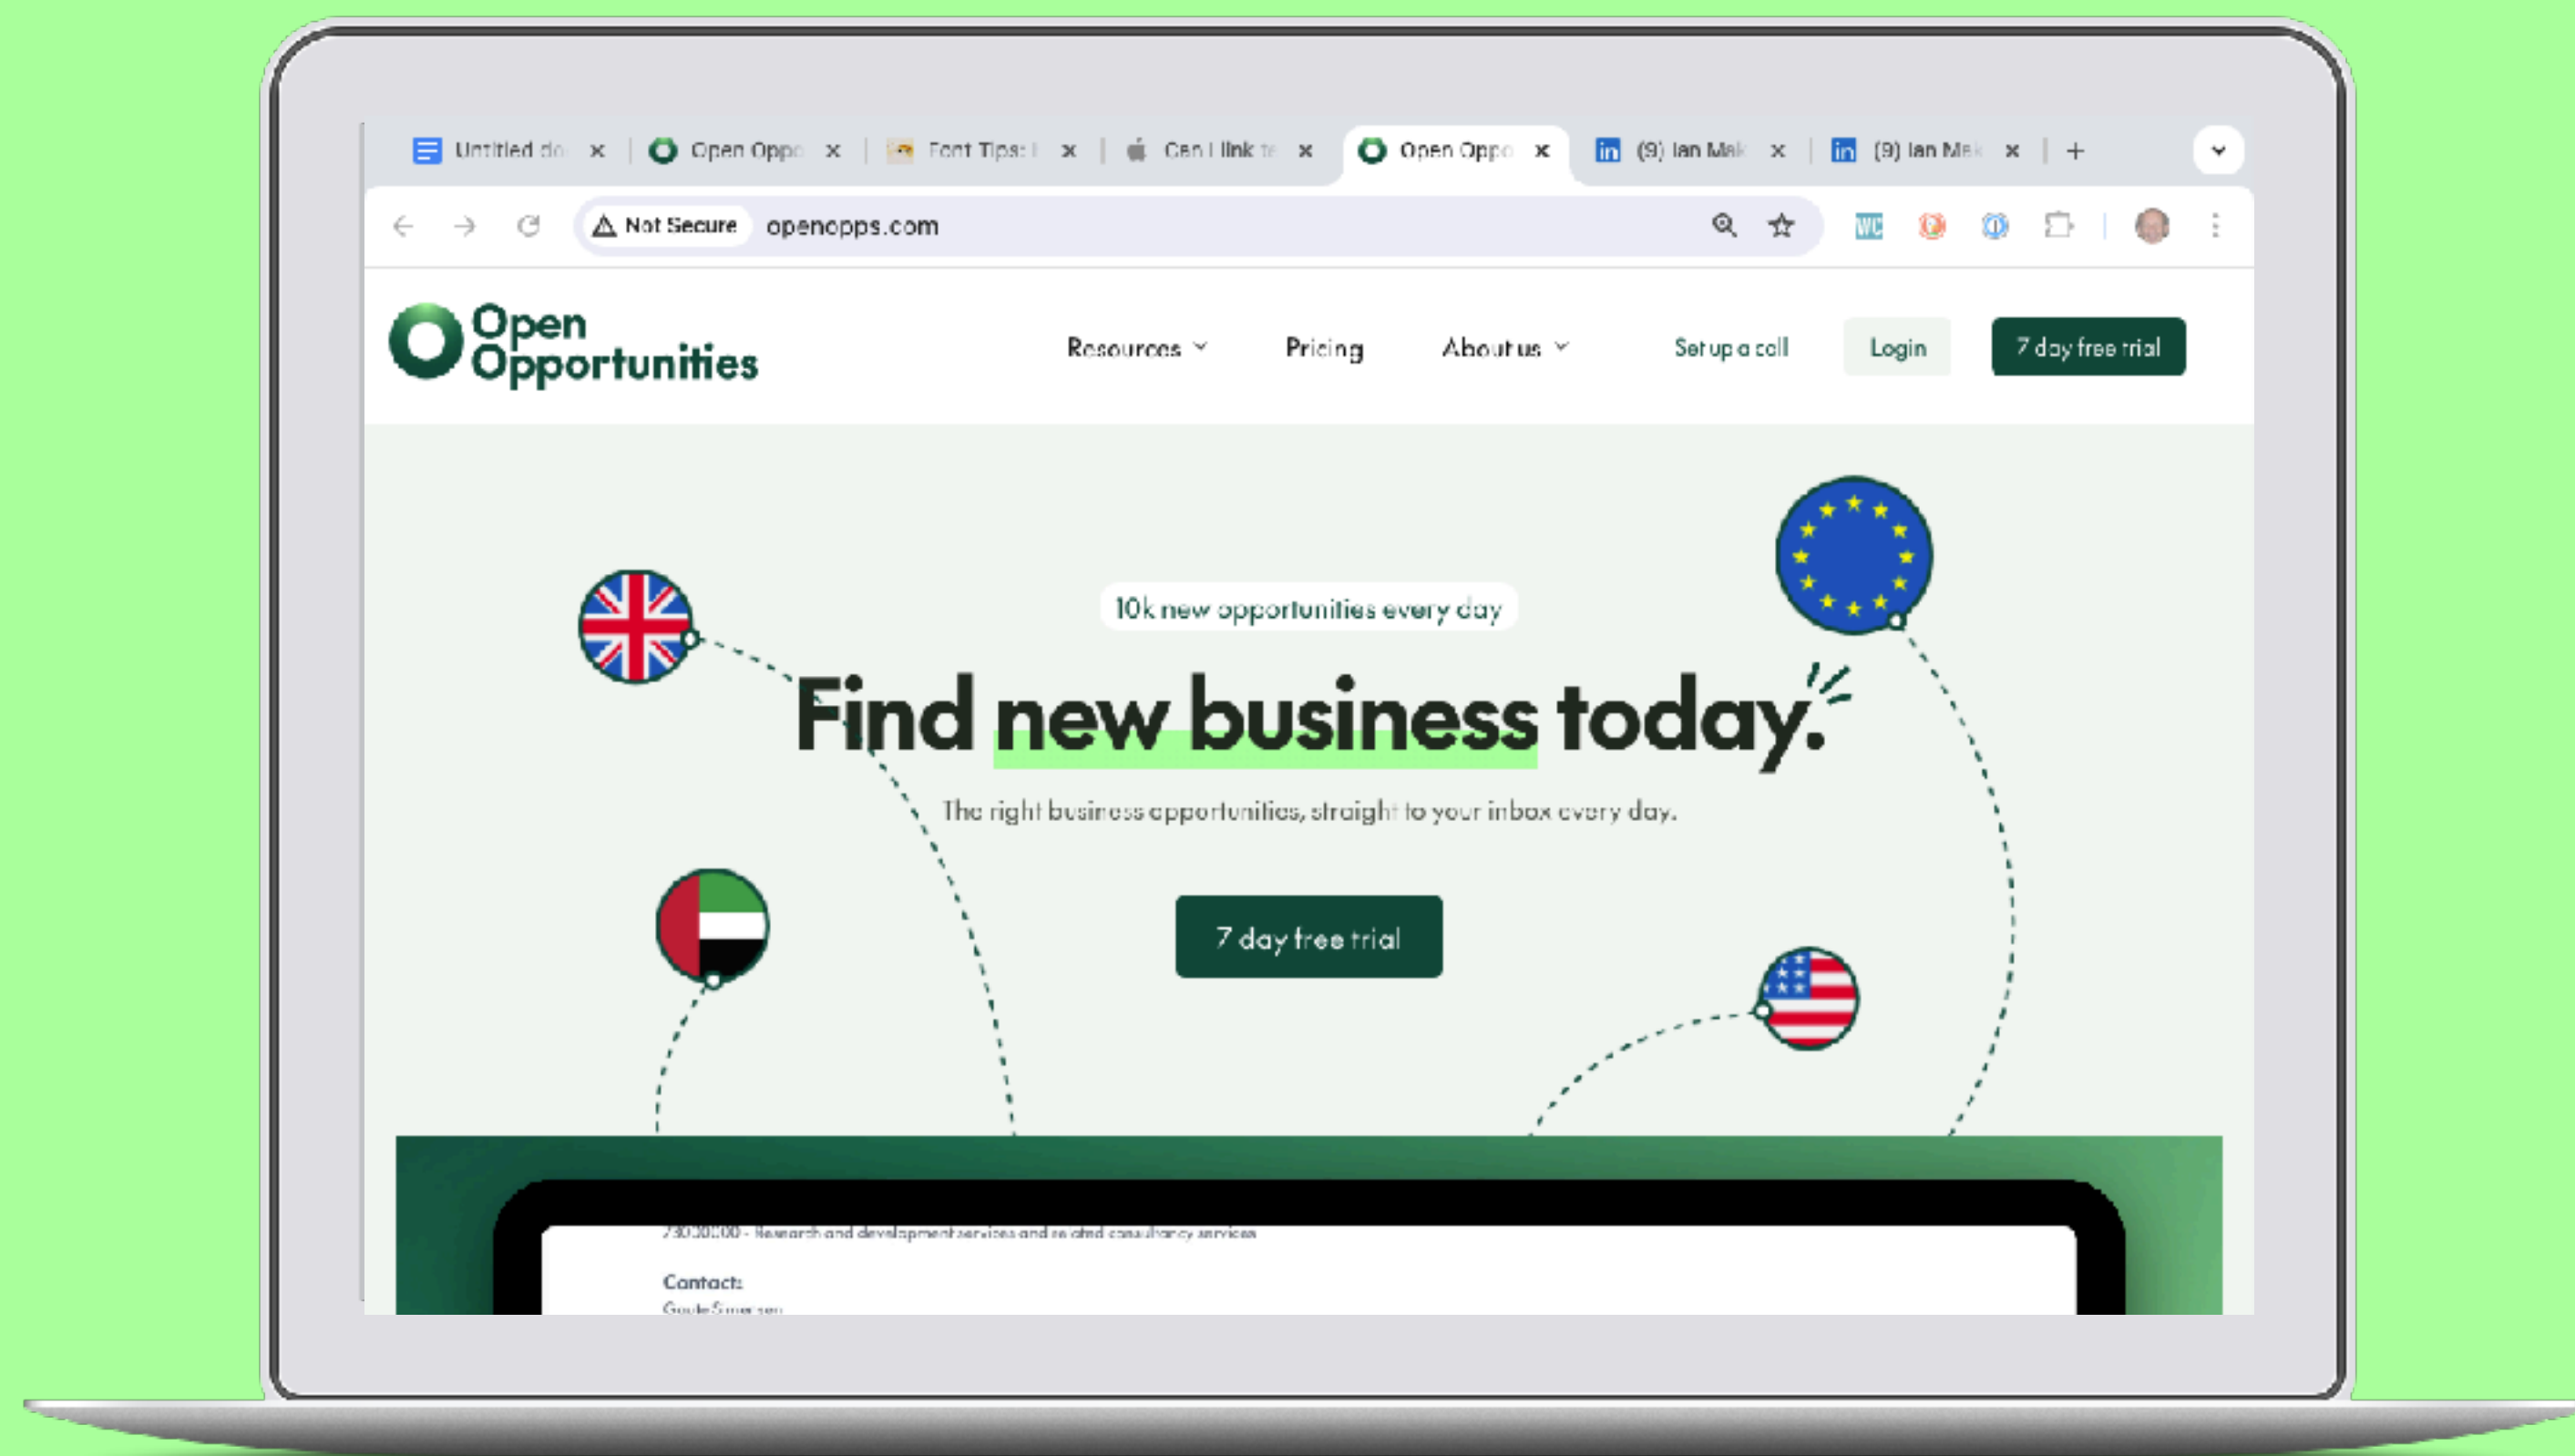 Untitled do
Open Oppo
Font Tips:
Can I link te
Open Oppo
(9) Ian Mak
(9) Ian Mak
Not Secure
openopps.com
WC
Open
Opportunities
Resources
Pricing
About us
Set up a call
Login
7 day free trial
10k new opportunities every day
Find new business today.
The right business opportunities, straight to your inbox every day.
7 day free trial
73000000 - Research and development services and related consultancy services
Contact: